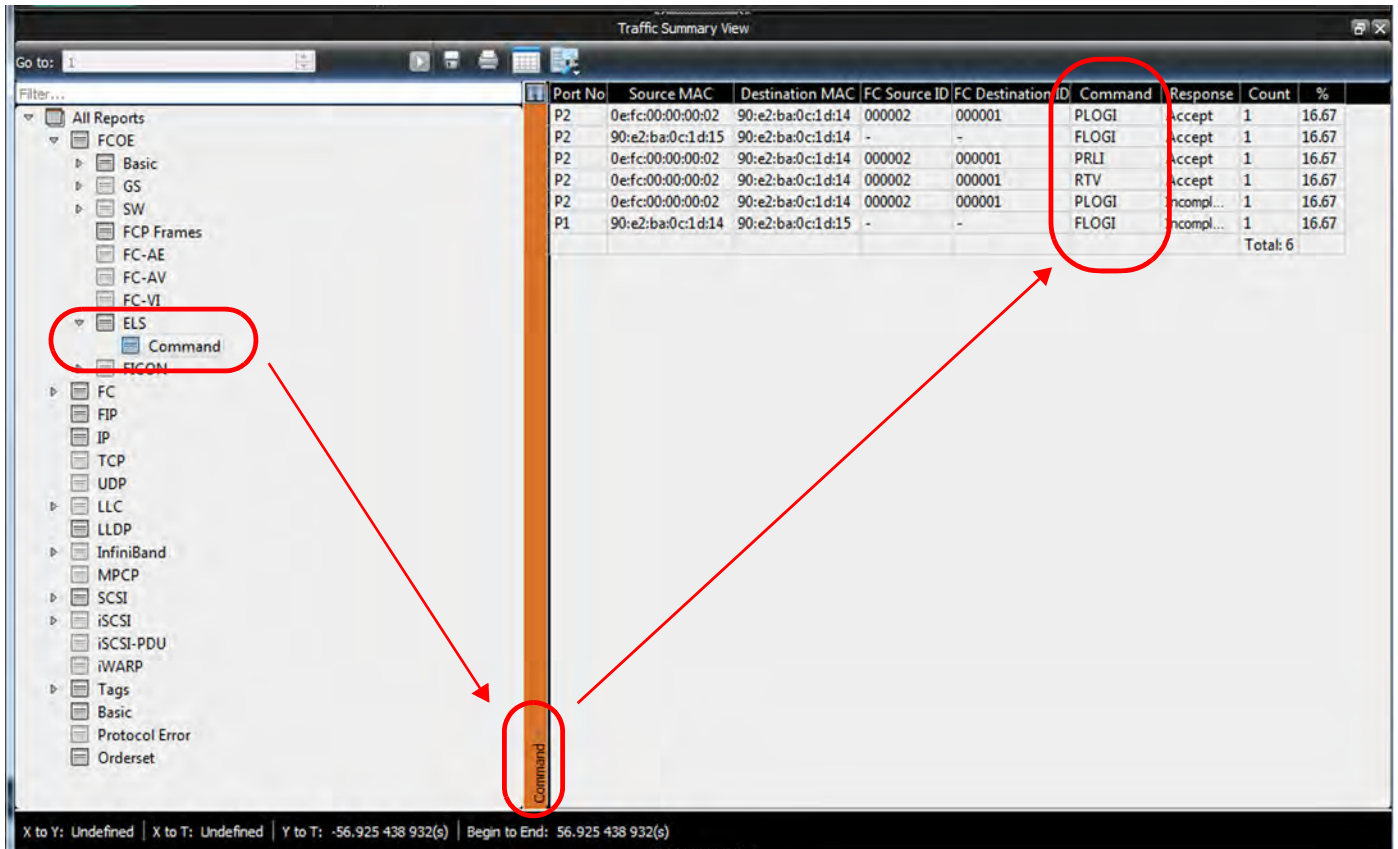 Traffic Summary View
Go to: 1
Filter...
All Reports
FCOE
Basic
GS
SW
FCP Frames
FC-AE
FC-AV
FC-VI
ELS
Command
FICON
FC
FIP
IP
TCP
UDP
LLC
LLDP
InfiniBand
MPCP
SCSI
iSCSI
iSCSI-PDU
iWARP
Tags
Basic
Protocol Error
Orderset
Command
Port No Source MAC Destination MAC FC Source ID FC Destination ID Command Response Count %
P2 0e:fc:00:00:00:02 90:e2:ba:0c:1d:14 000002 000001 PLOGI Accept 1 16.67
P2 90:e2:ba:0c:1d:15 90:e2:ba:0c:1d:14 - - FLOGI Accept 1 16.67
P2 0e:fc:00:00:00:02 90:e2:ba:0c:1d:14 000002 000001 PRLI Accept 1 16.67
P2 0e:fc:00:00:00:02 90:e2:ba:0c:1d:14 000002 000001 RTV Accept 1 16.67
P2 0e:fc:00:00:00:02 90:e2:ba:0c:1d:14 000002 000001 PLOGI Incompl... 1 16.67
P1 90:e2:ba:0c:1d:14 90:e2:ba:0c:1d:15 - - FLOGI Incompl... 1 16.67
Total: 6
X to Y: Undefined | X to T: Undefined | Y to T: -56.925 438 932(s) | Begin to End: 56.925 438 932(s)